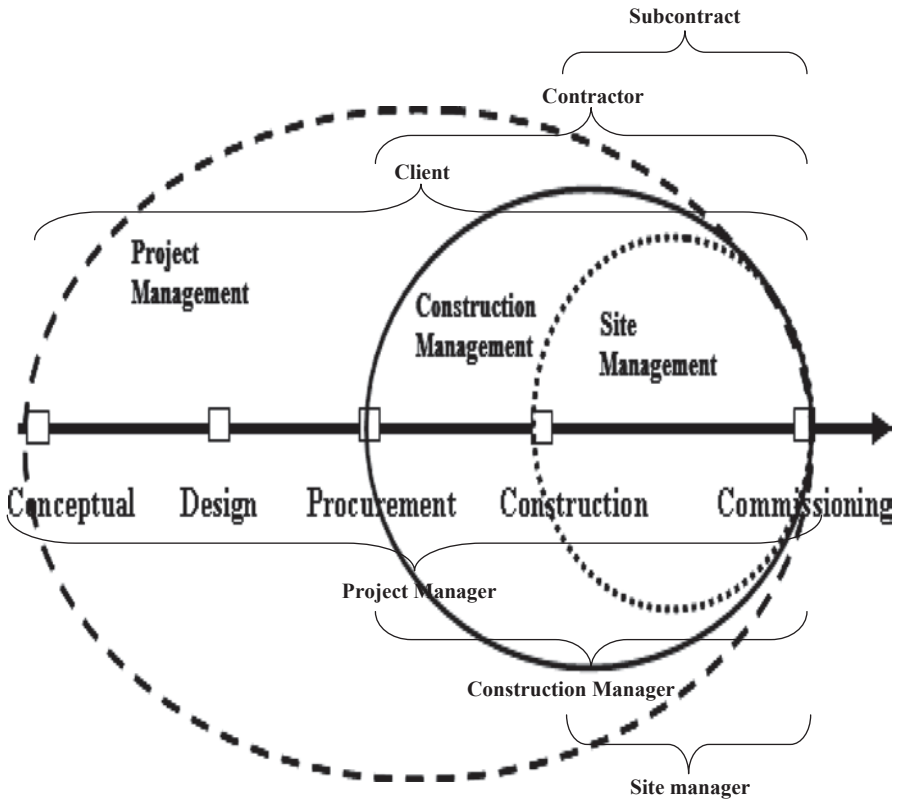 Subcontract
Contractor
Client
Project
Management
Construction
Management
Site
Management
Conceptual Design Procurement Construction Commissioning
Project Manager
Construction Manager
Site manager